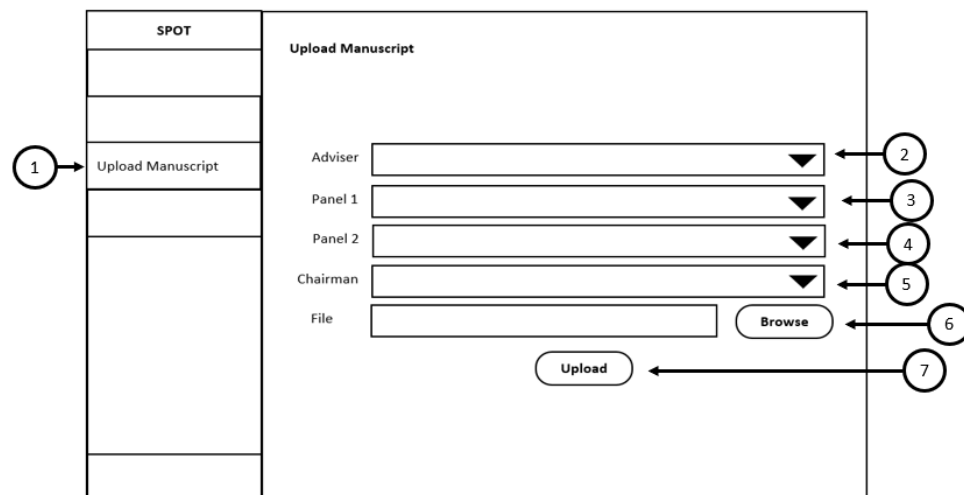 SPOT
Upload Manuscript
1
Upload Manuscript
Adviser
2
Panel 1
3
Panel 2
4
Chairman
5
File
Browse
6
Upload
7